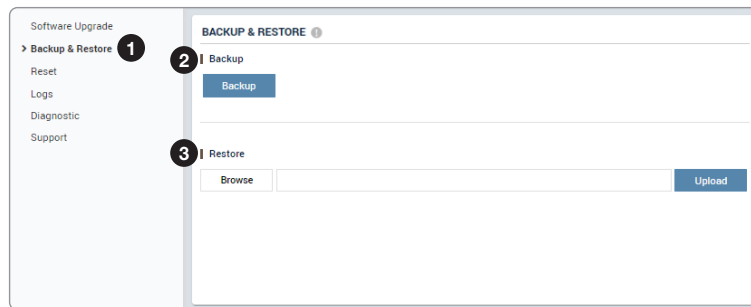 Software Upgrade
Backup & Restore 1
Reset
Logs
Diagnostic
Support
BACKUP & RESTORE !
2 Backup
Backup
3 Restore
Browse Upload